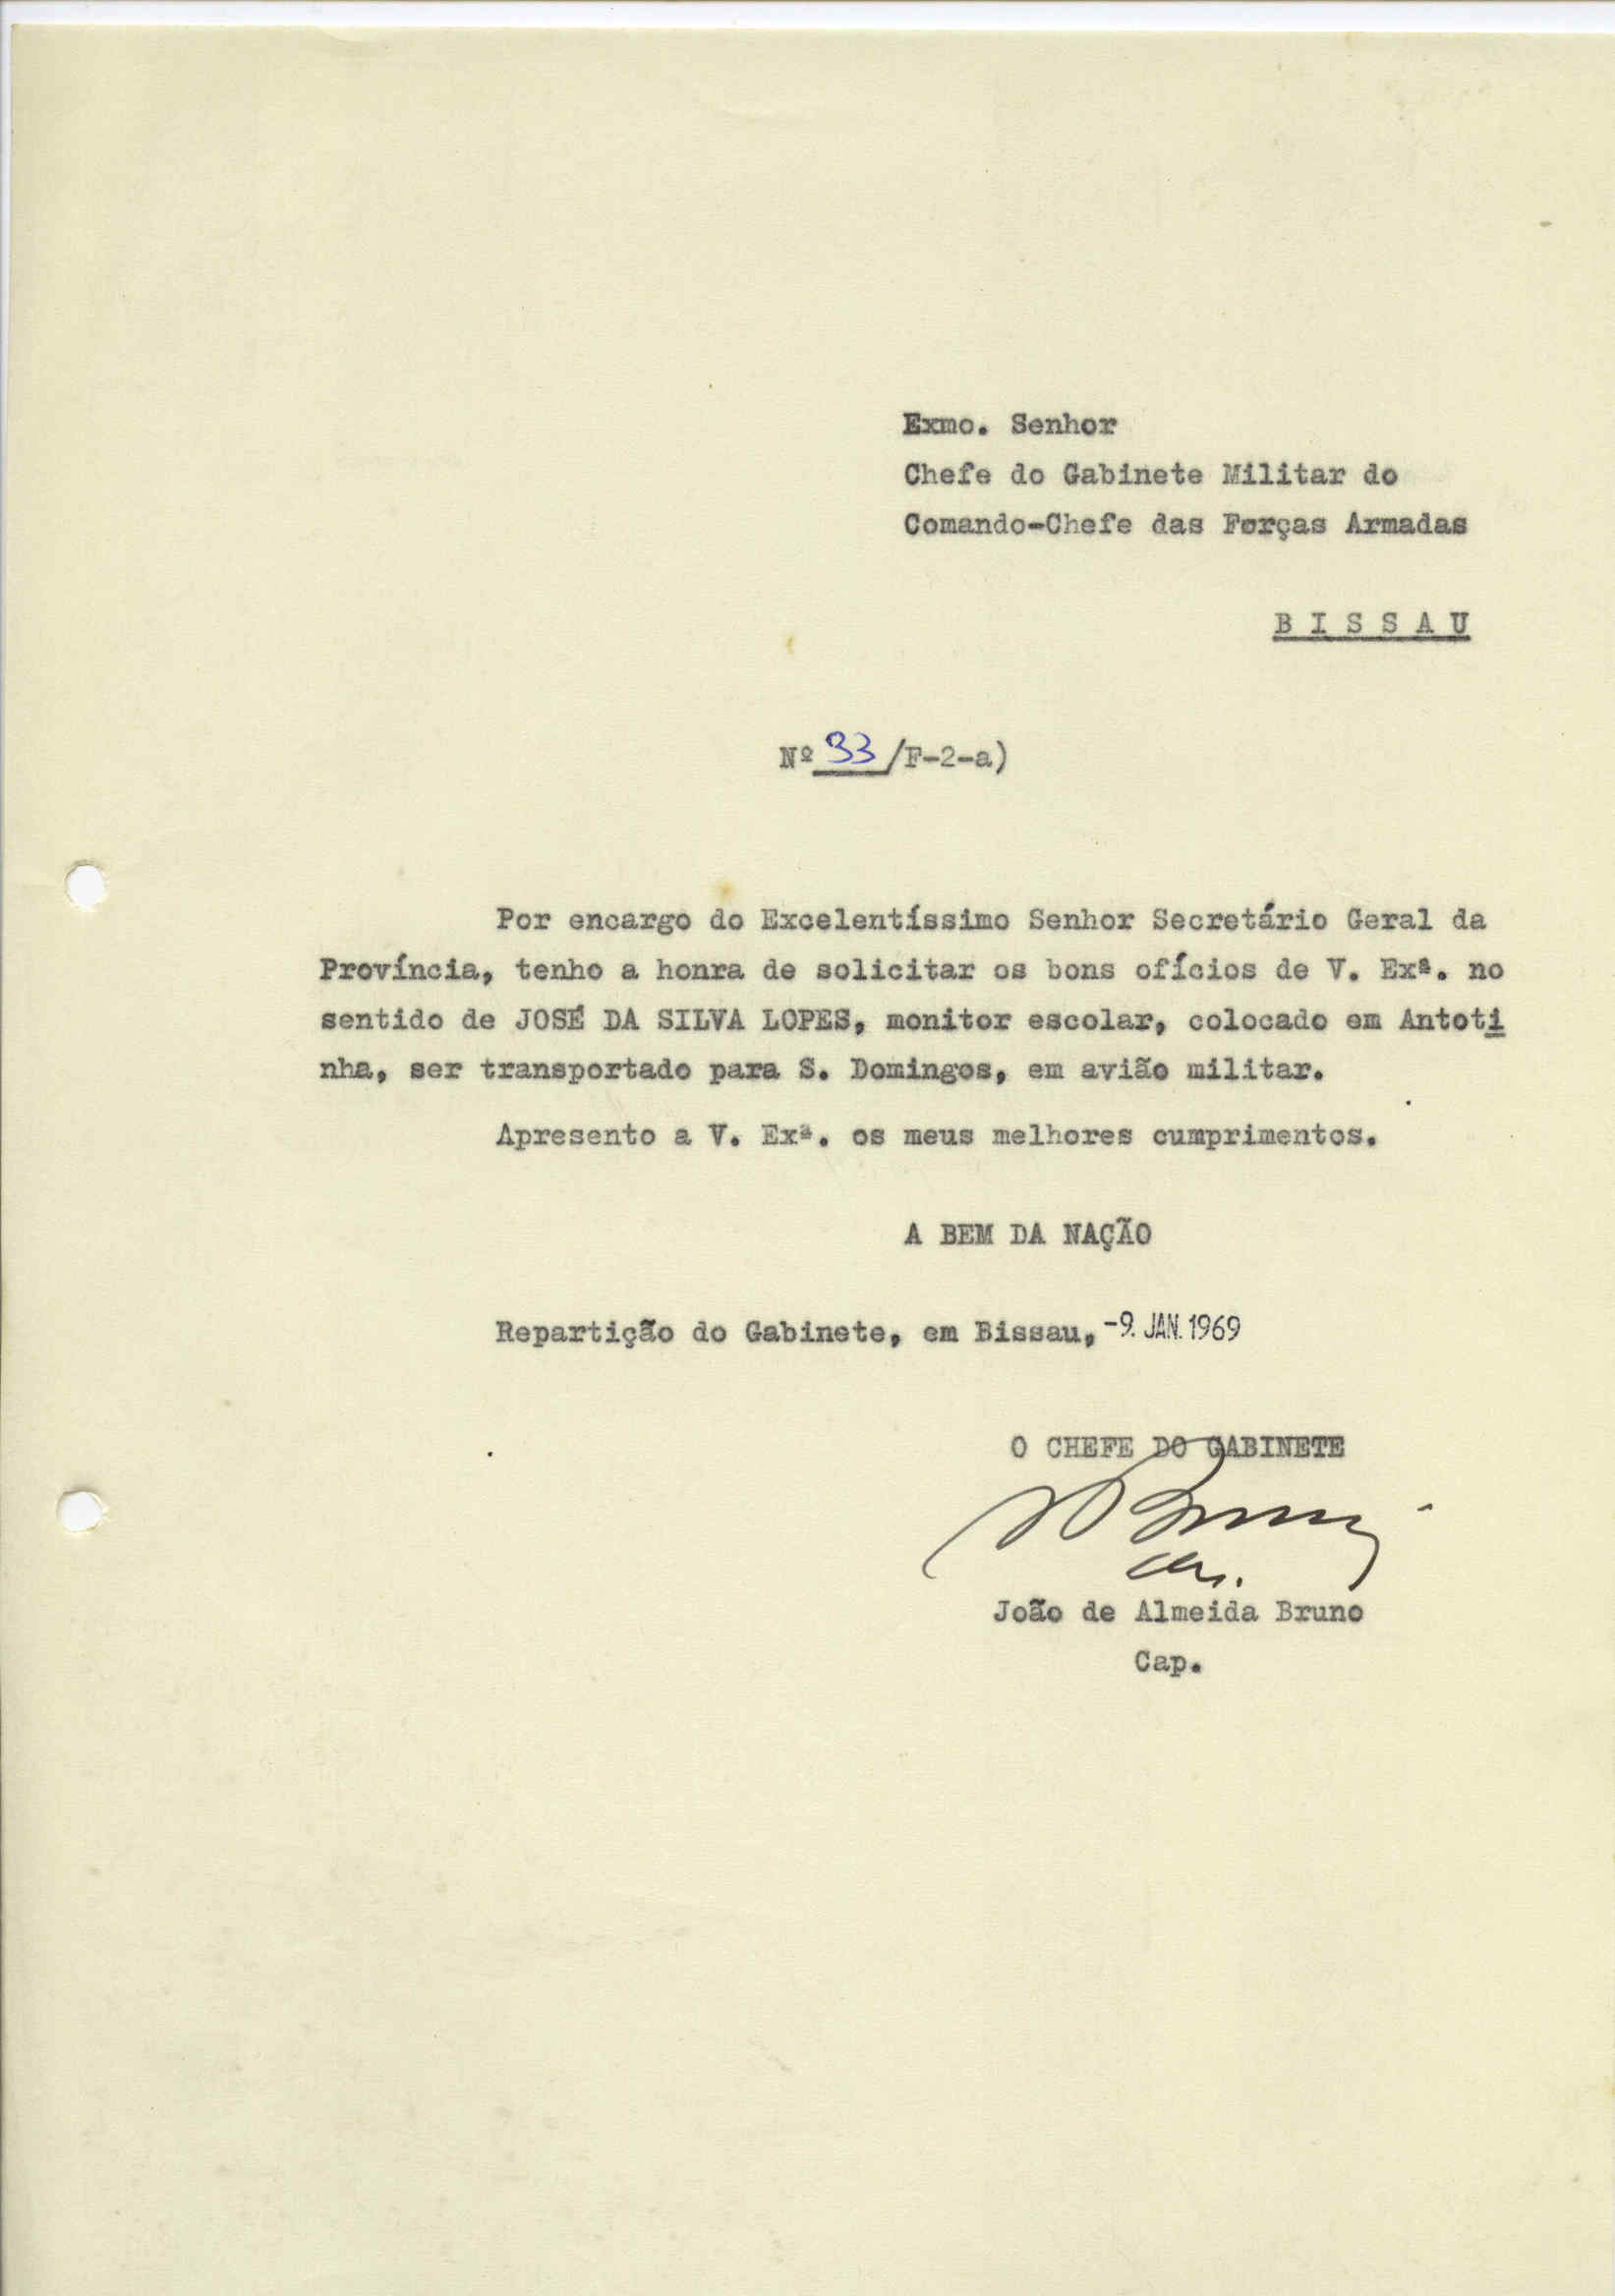 Exmo. Senhor
Chefe do Gabinete Militar do
Comando-Chefe das Forças Armadas
B I S S A U
Nº 33/F-2-a)
Por encargo do Excelentíssimo Senhor Secretário Geral da
Província, tenho a honra de solicitar os bons ofícios de V. Exª. no
sentido de JOSÉ DA SILVA LOPES, monitor escolar, colocado em Antoti
nha, ser transportado para S. Domingos, em avião militar.
Apresento a V. Exª. os meus melhores cumprimentos.
A BEM DA NAÇÃO
Repartição do Gabinete, em Bissau, -9. JAN. 1969
O CHEFE DO GABINETE
João de Almeida Bruno
Cap.